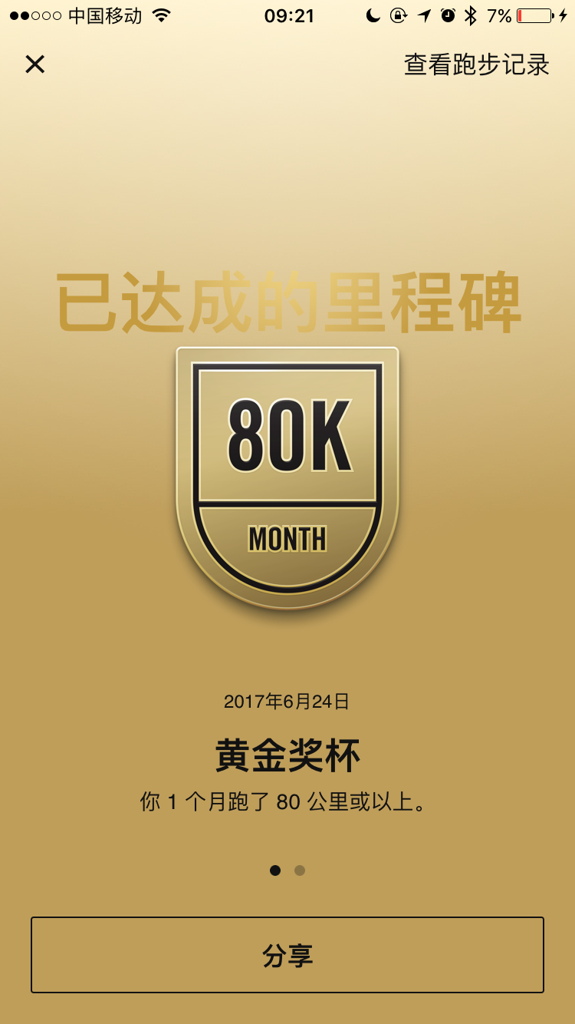 中国移动 09:21 7%
查看跑步记录
已达成的里程碑
80K
MONTH
2017年6月24日
黄金奖杯
你 1 个月跑了 80 公里或以上。
分享